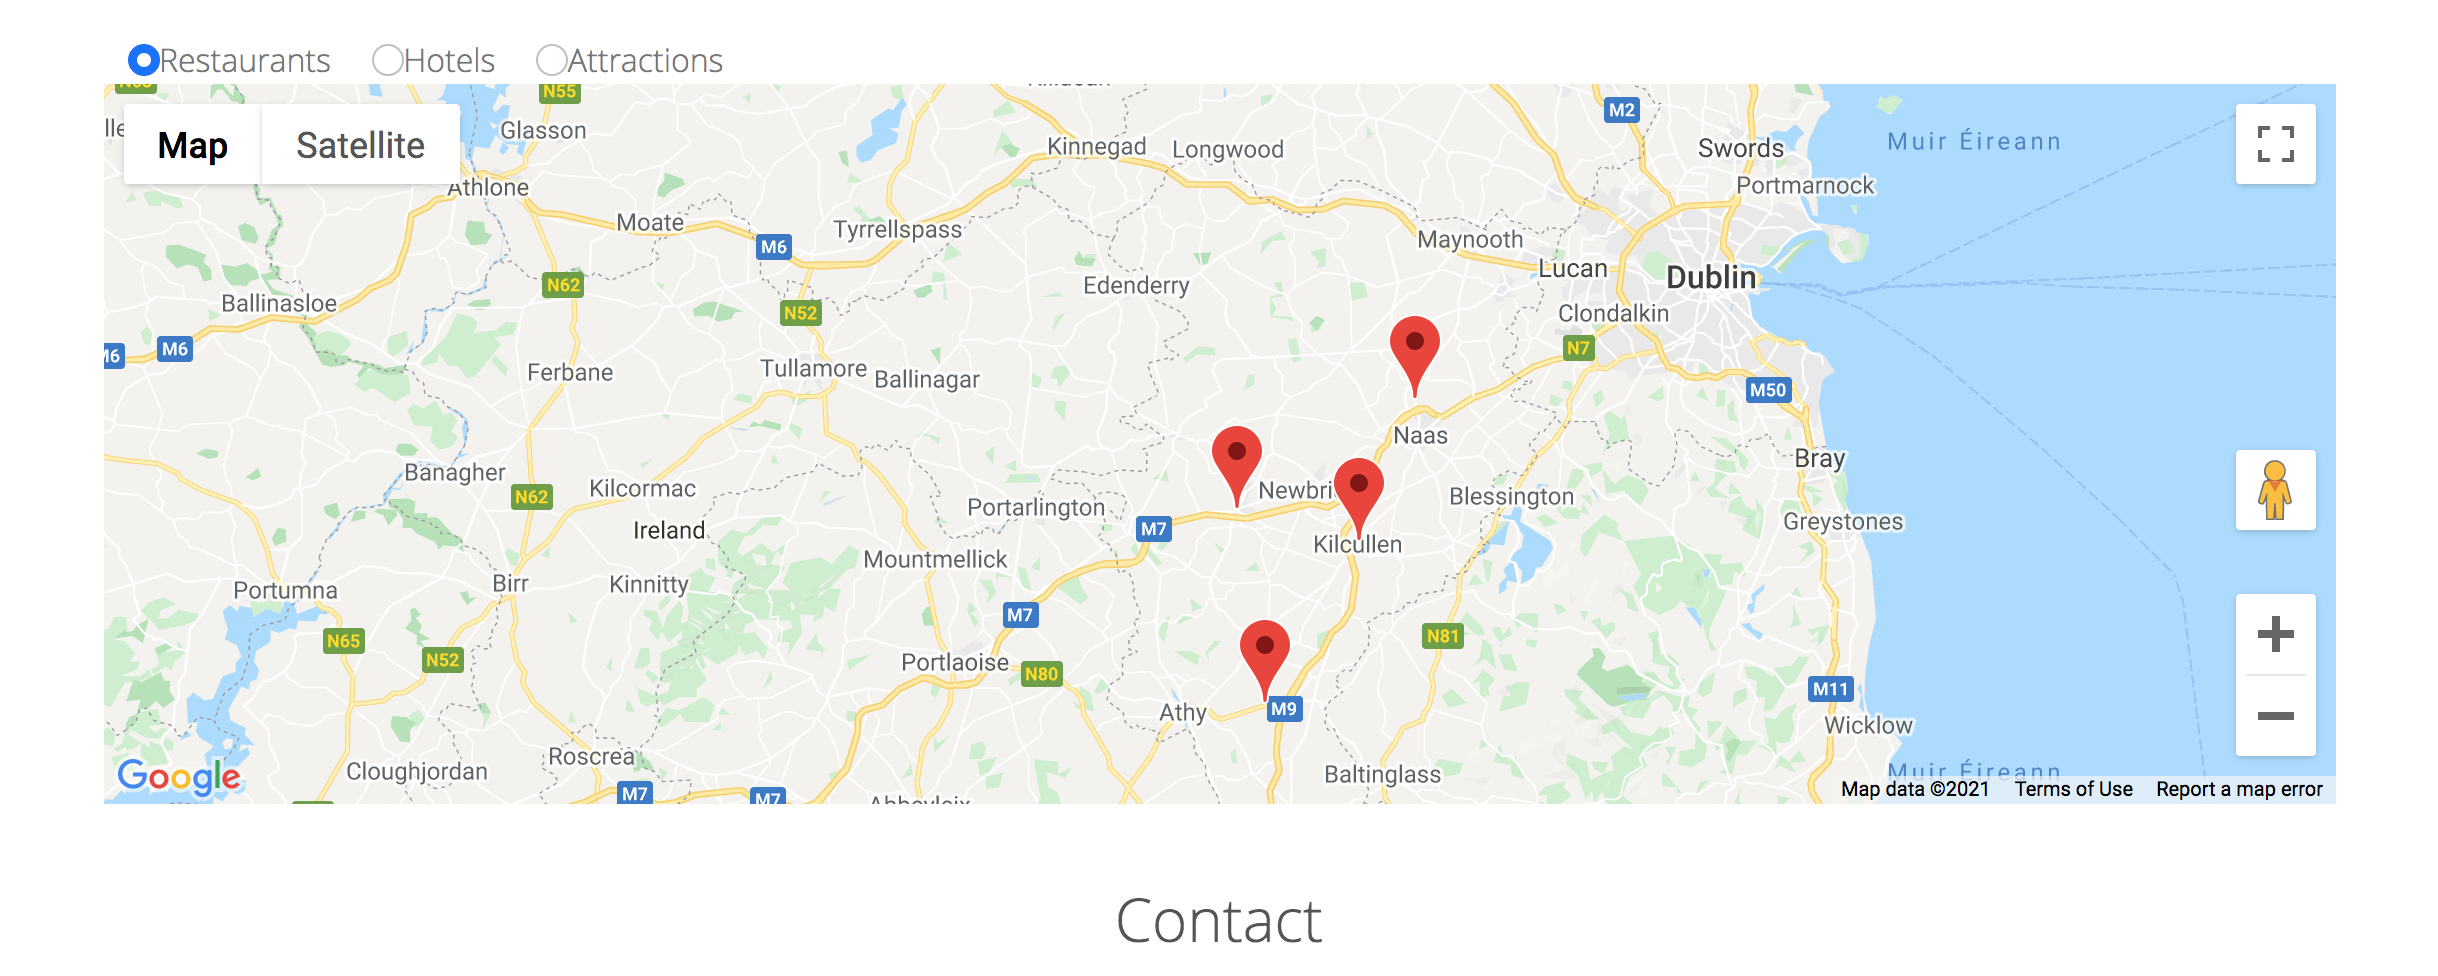 Restaurants Hotels Attractions
N55
M2
Map Satellite
Glasson
Kinnegad Longwood
Swords
Muir Éireann
Athlone
Portmarnock
Moate
Tyrrellspass
M6
Maynooth
Lucan
Dublin
Edenderry
N62
Ballinasloe
N52
Clondalkin
N7
M6
M6
Ferbane
Tullamore
Ballinagar
M50
Naas
Bray
Banagher
Kilcormac
N62
Newbri
Blessington
Portarlington
M7
Greystones
Ireland
Kilcullen
Mountmellick
Portumna
Birr
Kinnitty
M7
N65
N81
N52
Portlaoise
N80
M11
Athy
M9
Wicklow
Roscrea
Cloughjordan
Baltinglass
Muir Éireann
Google
M7
M7
Abbeyleix
Map data ©2021 Terms of Use Report a map error
Contact